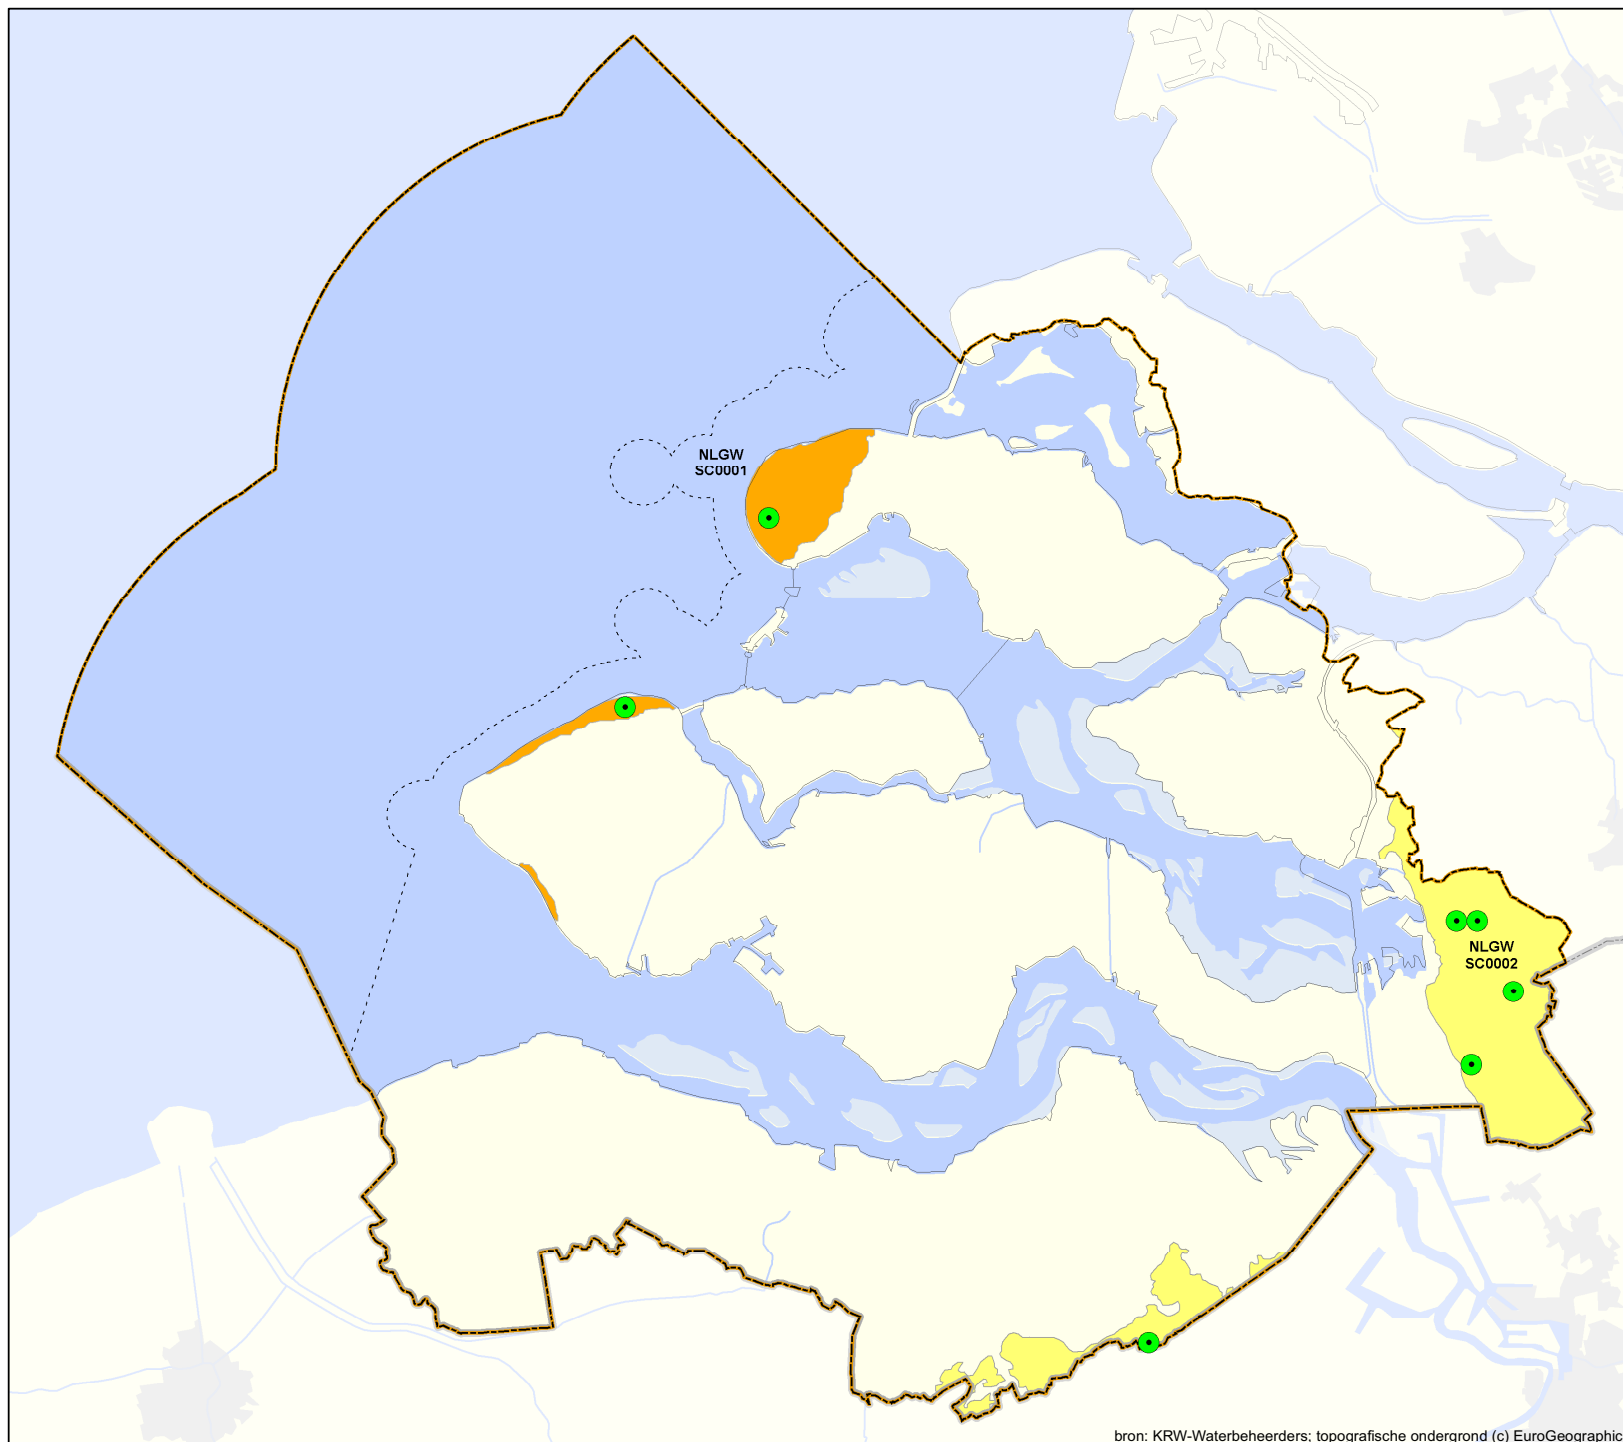 NLGW
SC0001
NLGW
SC0002
bron: KRW-Waterbeheerders; topografische ondergrond (c) EuroGeographic